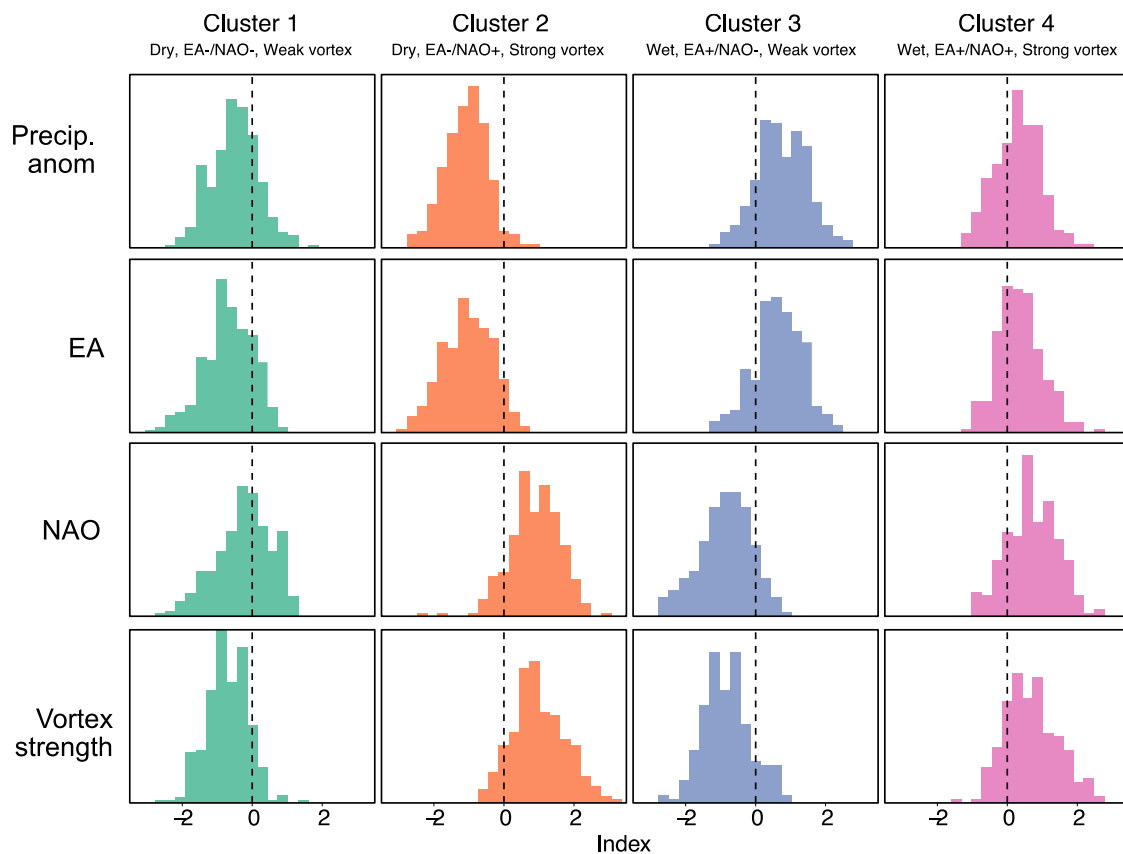 Cluster 1
Cluster 2
Cluster 3
Cluster 4
Dry, EA-/NAO-, Weak vortex
Dry, EA-/NAO+, Strong vortex
Wet, EA+/NAO-, Weak vortex
Wet, EA+/NAO+, Strong vortex
Precip.
anom
EA
NAO
Vortex
strength
−2 0 2
−2 0 2
−2 0 2
−2 0 2
Index